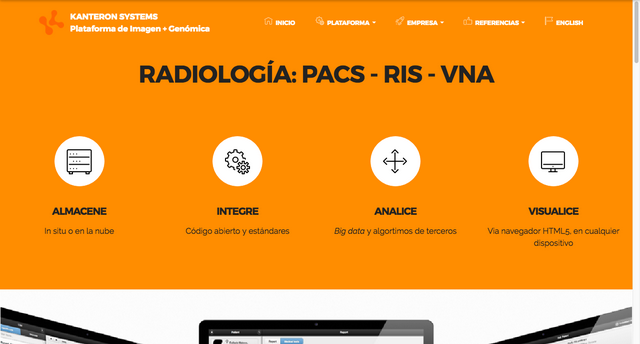 KANTERON SYSTEMS
Plataforma de Imagen + Genómica
INICIO
PLATAFORMA
EMPRESA
REFERENCIAS
ENGLISH
RADIOLOGÍA: PACS - RIS - VNA
ALMACENE
In situ o en la nube
INTEGRE
Código abierto y estándares
ANALICE
Big data y algortimos de terceros
VISUALICE
Via navegador HTML5, en cualquier
dispositivo